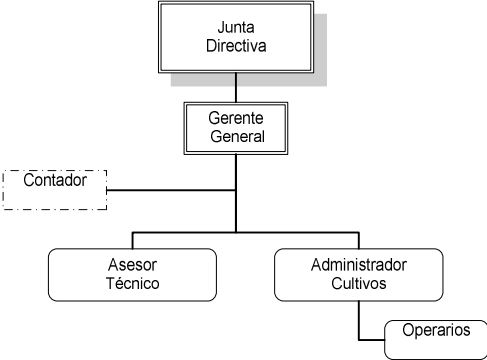 Junta
Directiva
Gerente
General
Contador
Asesor
Técnico
Administrador
Cultivos
Operarios